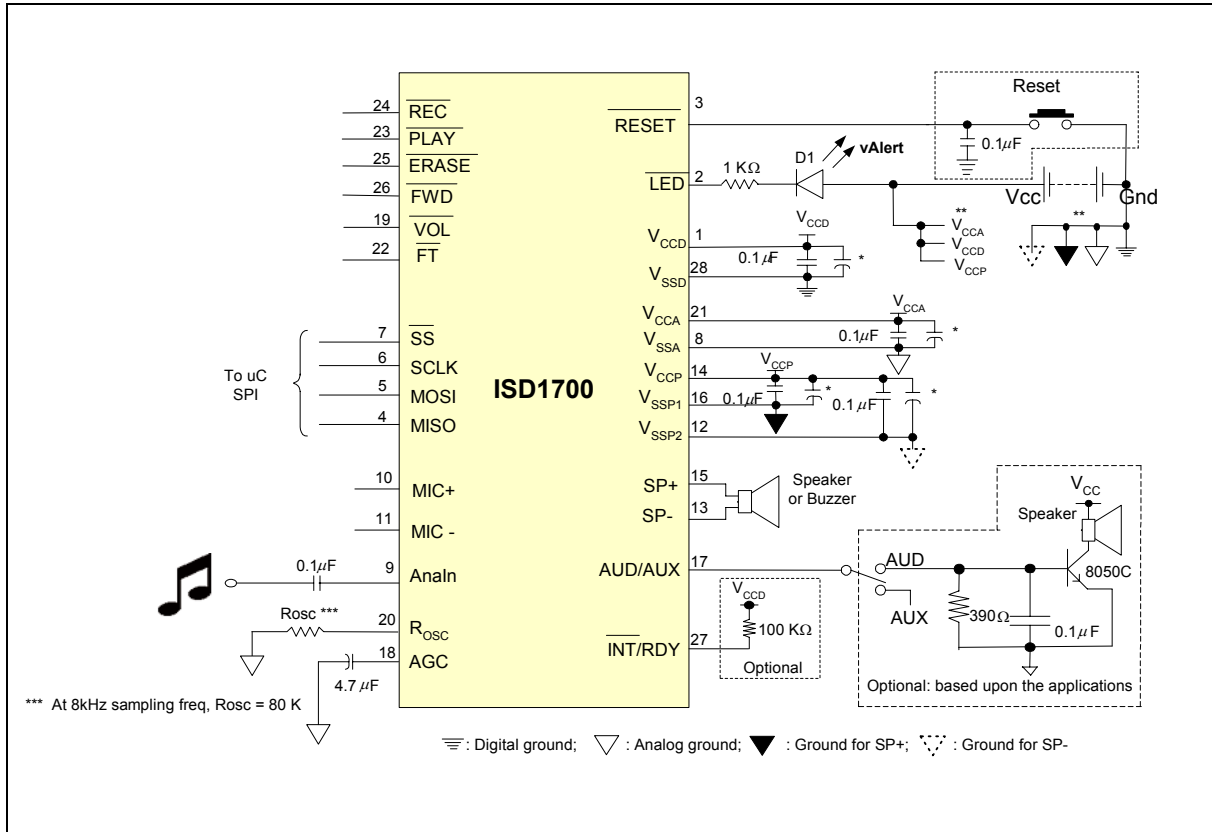 24 REC
23 PLAY
25 ERASE
26 FWD
19 VOL
22 FT
7 SS
6 SCLK
5 MOSI
4 MISO
To uC
SPI
10 MIC+
11 MIC -
0.1µF
9 AnaIn
Rosc ***
20 ROSC
18 AGC
4.7 µF
*** At 8kHz sampling freq, Rosc = 80 K
ISD1700
RESET 3
Reset
0.1µF
LED 2
1 KΩ
D1
vAlert
Vcc
Gnd
**
VCCA
VCCD
VCCP
**
VCCD 1
VCCD
0.1µF
*
VSSD 28
VCCA 21
VCCA
0.1µF
*
VSSA 8
VCCP 14
VCCP
0.1µF
*
0.1µF
*
VSSP1 16
VSSP2 12
SP+ 15
SP- 13
Speaker
or Buzzer
AUD/AUX 17
AUD
AUX
VCC
Speaker
8050C
390Ω
0.1µF
Optional: based upon the applications
INT/RDY 27
VCCD
100 KΩ
Optional
: Digital ground; : Analog ground; : Ground for SP+; : Ground for SP-